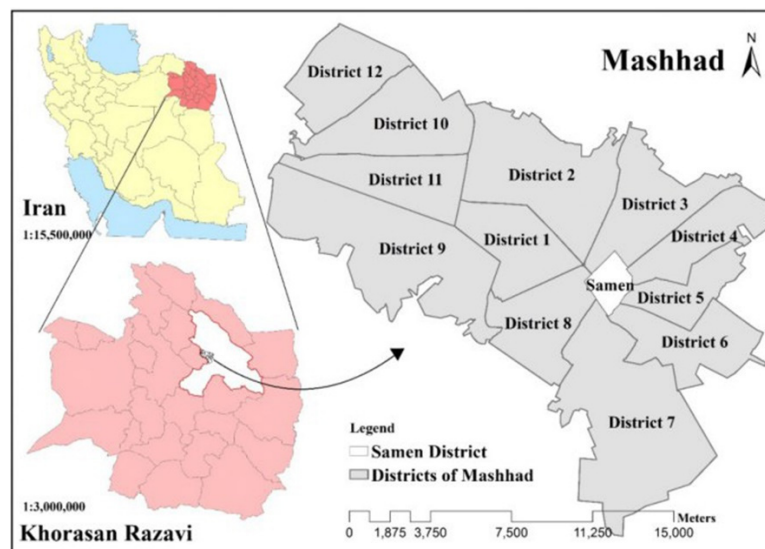 Mashhad
N
District 12
District 10
District 2
District 11
District 3
District 4
District 1
District 9
Samen
District 5
District 8
District 6
District 7
Iran
1:15,500,000
1:3,000,000
Khorasan Razavi
Legend
Samen District
Districts of Mashhad
Meters
0 1,875 3,750 7,500 11,250 15,000